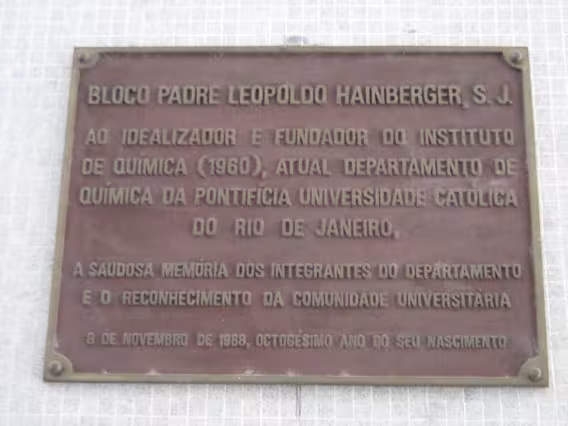 BLOCO PADRE LEOPOLDO HAINBERGER, S. J.
AO IDEALIZADOR E FUNDADOR DO INSTITUTO
DE QUÍMICA (1960), ATUAL DEPARTAMENTO DE
QUÍMICA DA PONTIFÍCIA UNIVERSIDADE CATÓLICA
DO RIO DE JANEIRO,
A SAUDOSA MEMÓRIA DOS INTEGRANTES DO DEPARTAMENTO
E O RECONHECIMENTO DA COMUNIDADE UNIVERSITÁRIA
8 DE NOVEMBRO DE 1988, OCTOGÉSIMO ANO DO SEU NASCIMENTO